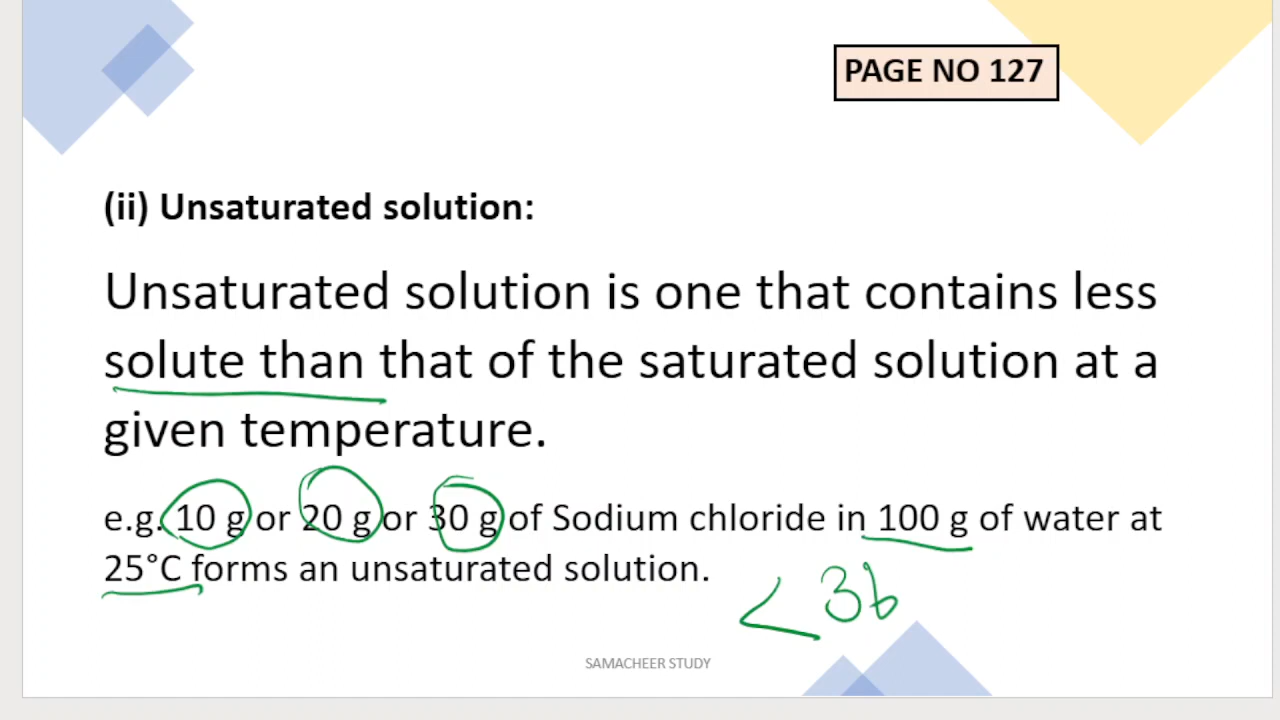 PAGE NO 127
(ii) Unsaturated solution:
Unsaturated solution is one that contains less
solute than that of the saturated solution at a
given temperature.
e.g. 10 g or 20 g or 30 g of Sodium chloride in 100 g of water at
25°C forms an unsaturated solution.
< 36
SAMACHEER STUDY